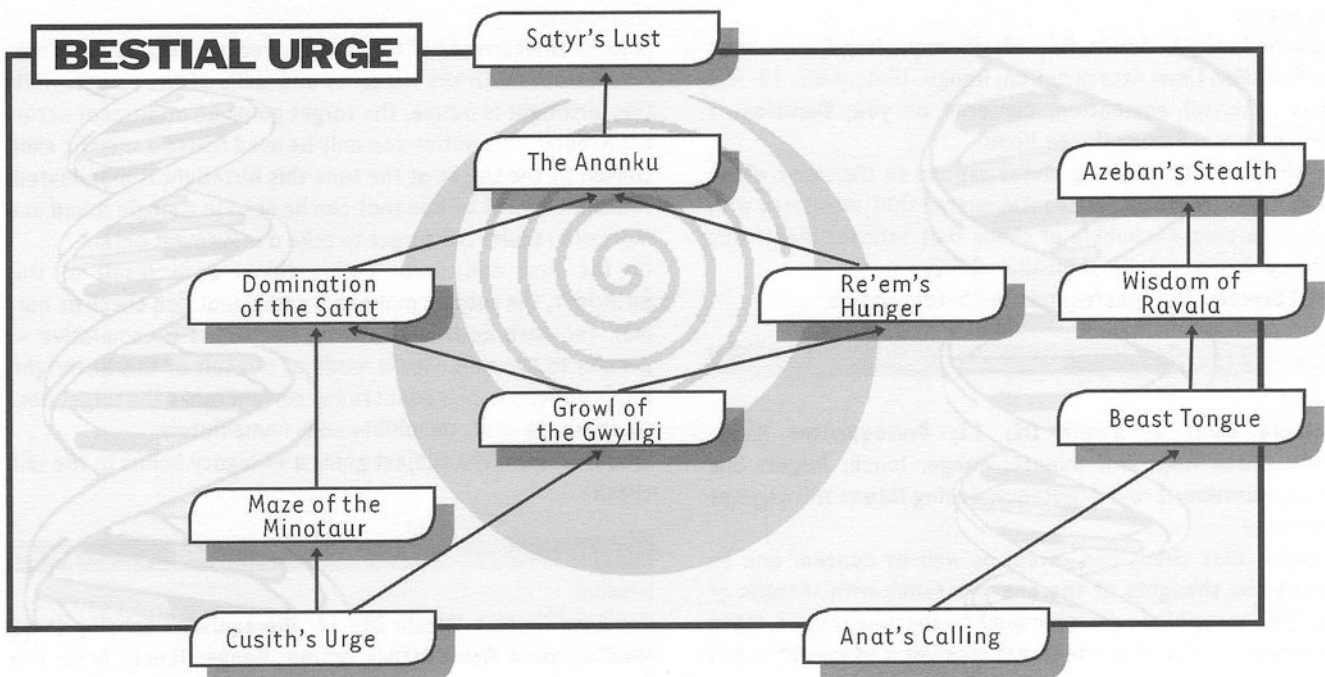 BESTIAL URGE
Satyr's Lust
The Ananku
Azeban's Stealth
Domination
of the Safat
Re'em's
Hunger
Wisdom of
Ravala
Growl of
the Gwyllgi
Beast Tongue
Maze of the
Minotaur
Cusith's Urge
Anat's Calling